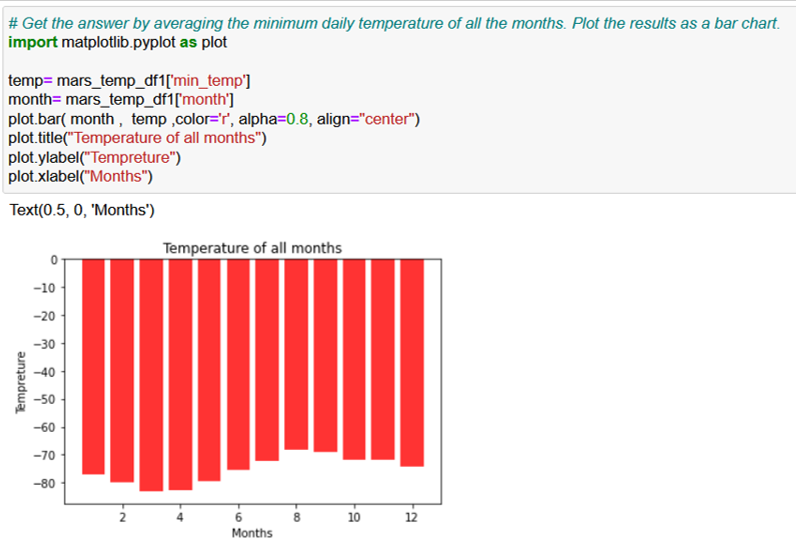 # Get the answer by averaging the minimum daily temperature of all the months. Plot the results as a bar chart.
import matplotlib.pyplot as plot
temp= mars_temp_df1['min_temp']
month= mars_temp_df1['month']
plot.bar( month , temp ,color='r', alpha=0.8, align="center")
plot.title("Temperature of all months")
plot.ylabel("Tempreture")
plot.xlabel("Months")
Text(0.5, 0, 'Months')
Temperature of all months
0
−10
−20
−30
−40
−50
−60
−70
−80
Tempreture
2 4 6 8 10 12
Months